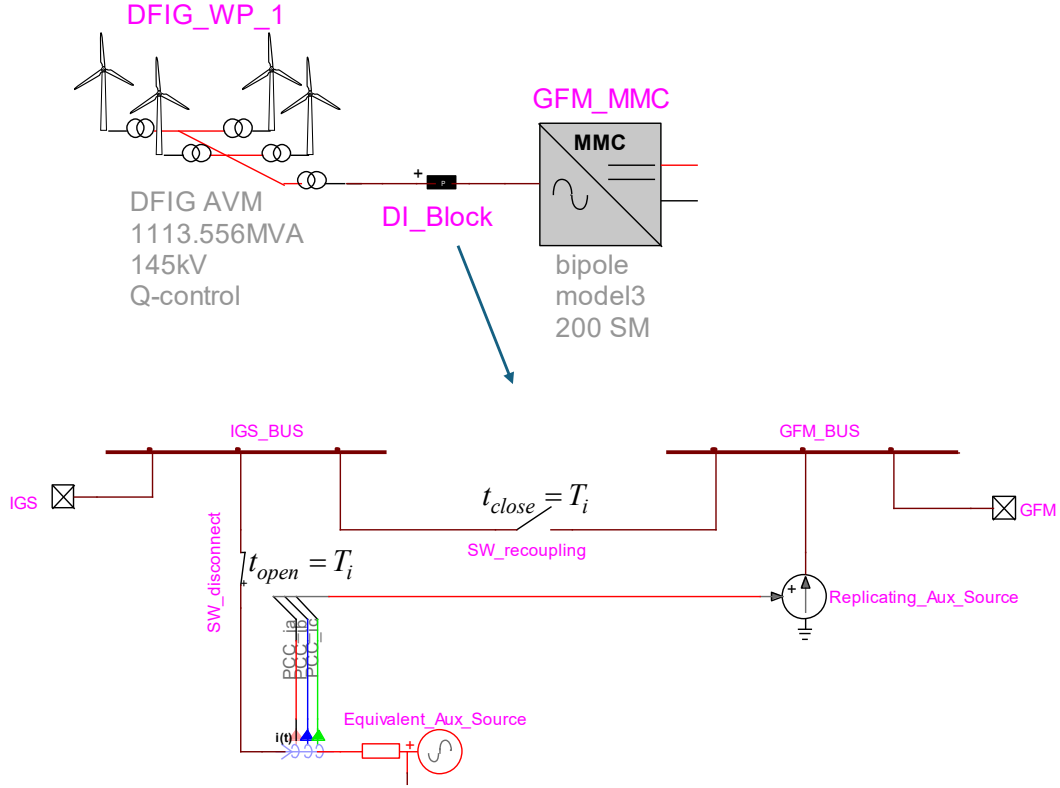 DFIG_WP_1
GFM_MMC
MMC
+
P
DI_Block
DFIG AVM
1113.556MVA
145kV
Q-control
bipole
model3
200 SM
IGS_BUS
GFM_BUS
IGS
t_close = T_i
GFM
SW_recoupling
SW_disconnect
t_open = T_i
+
+
Replicating_Aux_Source
PCC_ia
PCC_ib
PCC_ic
Equivalent_Aux_Source
i(t)
+